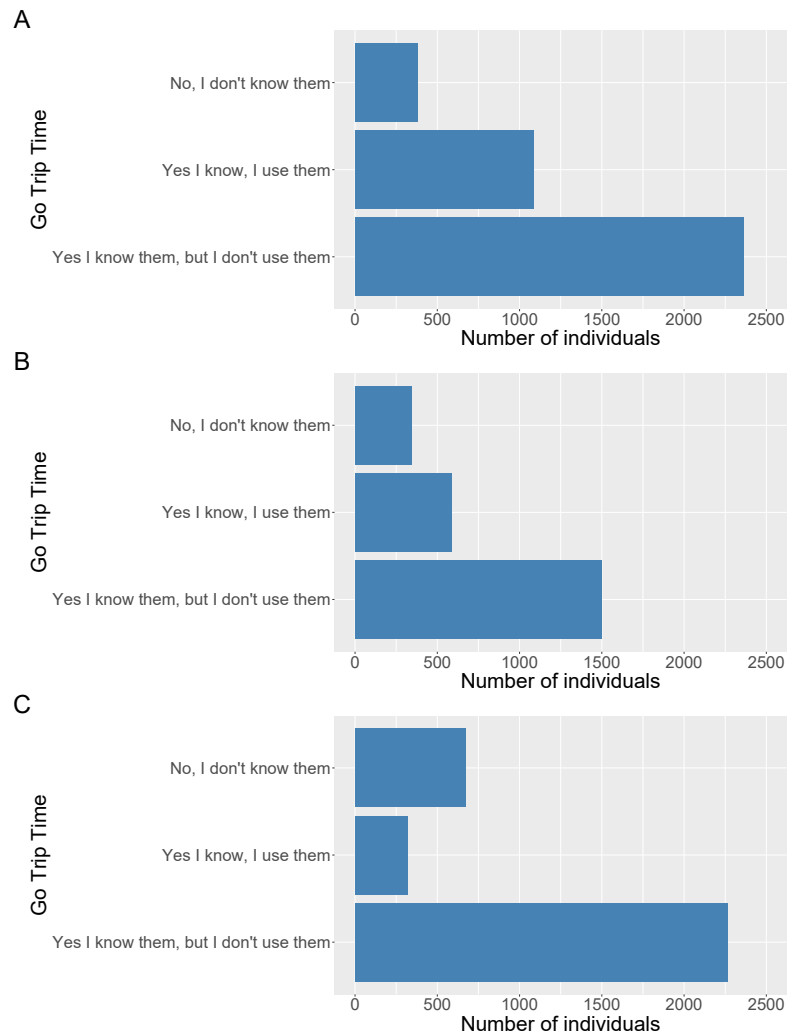 A
Go Trip Time
No, I don't know them
Yes I know, I use them
Yes I know them, but I don't use them
0 500 1000 1500 2000 2500
Number of individuals
B
Go Trip Time
No, I don't know them
Yes I know, I use them
Yes I know them, but I don't use them
0 500 1000 1500 2000 2500
Number of individuals
C
Go Trip Time
No, I don't know them
Yes I know, I use them
Yes I know them, but I don't use them
0 500 1000 1500 2000 2500
Number of individuals